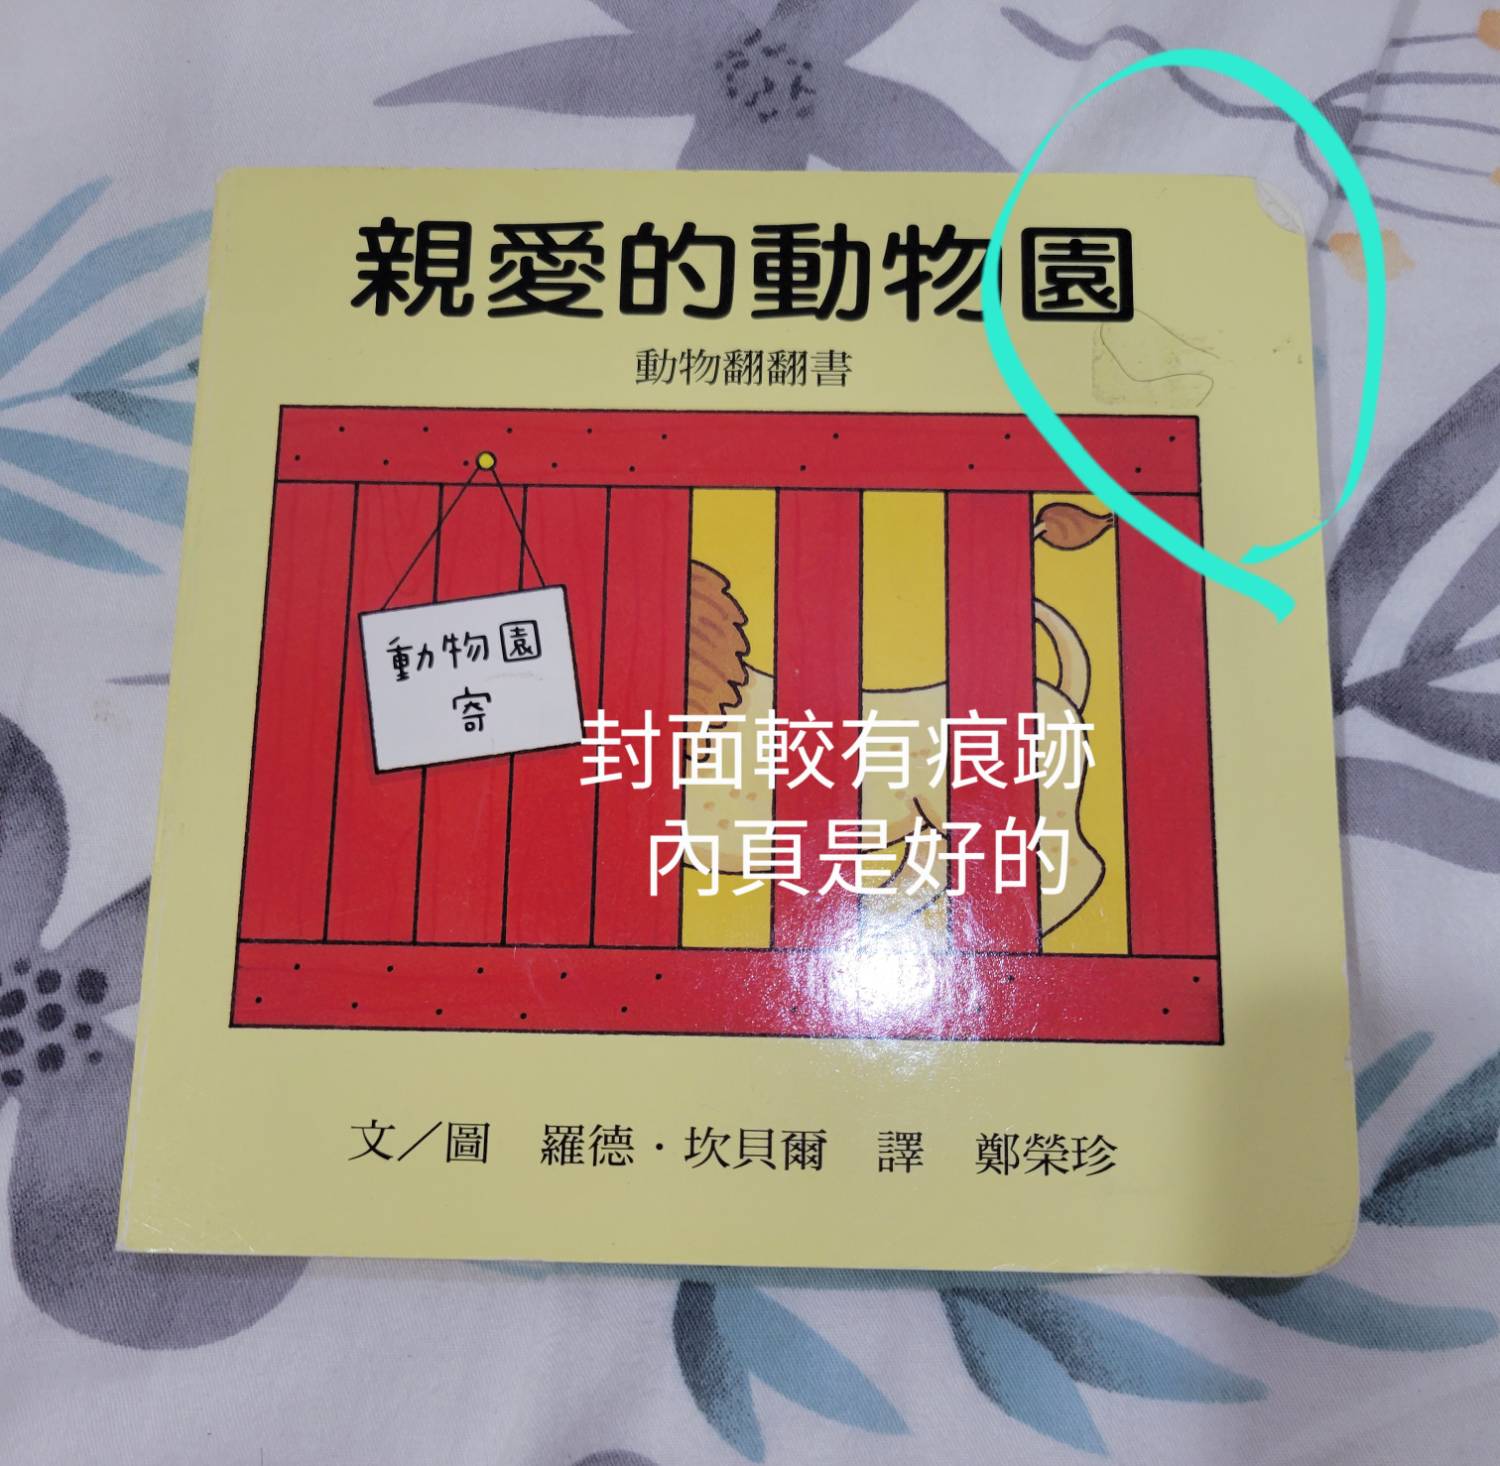 親愛的動物園
動物翻翻書
動物園
寄
封面較有痕跡
內頁是好的
文／圖 羅德．坎貝爾 譯 鄭榮珍